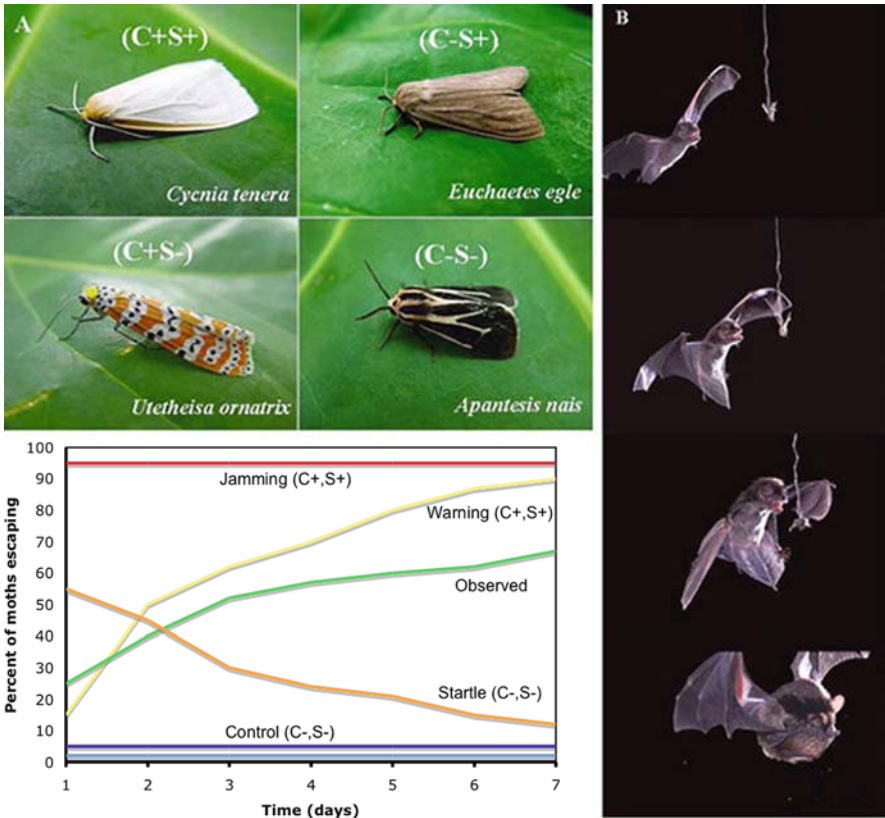 A
(C+S+)
Cycnia tenera
(C-S+)
Euchaetes egle
(C+S-)
Utetheisa ornatrix
(C-S-)
Apantesis nais
B
Percent of moths escaping
100
90
80
70
60
50
40
30
20
10
0
Jamming (C+,S+)
Warning (C+,S+)
Observed
Startle (C-,S-)
Control (C-,S-)
1 2 3 4 5 6 7
Time (days)